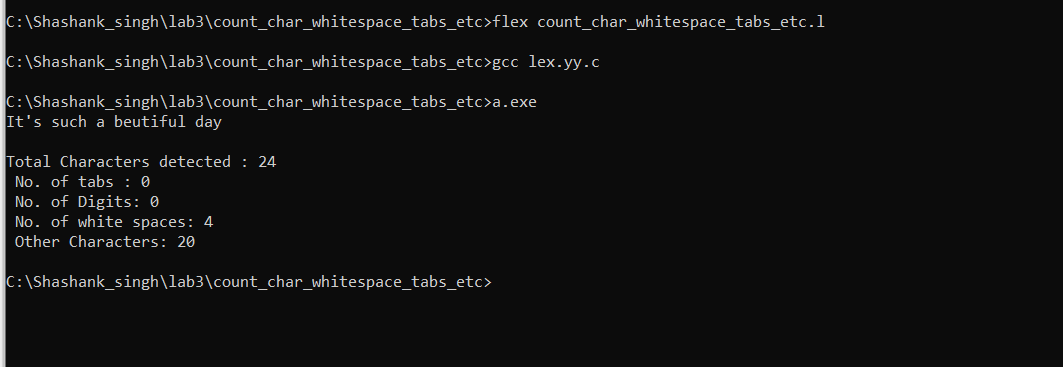 C:\Shashank_singh\lab3\count_char_whitespace_tabs_etc>flex count_char_whitespace_tabs_etc.l
C:\Shashank_singh\lab3\count_char_whitespace_tabs_etc>gcc lex.yy.c
C:\Shashank_singh\lab3\count_char_whitespace_tabs_etc>a.exe
It's such a beutiful day
Total Characters detected : 24
No. of tabs : 0
No. of Digits: 0
No. of white spaces: 4
Other Characters: 20
C:\Shashank_singh\lab3\count_char_whitespace_tabs_etc>